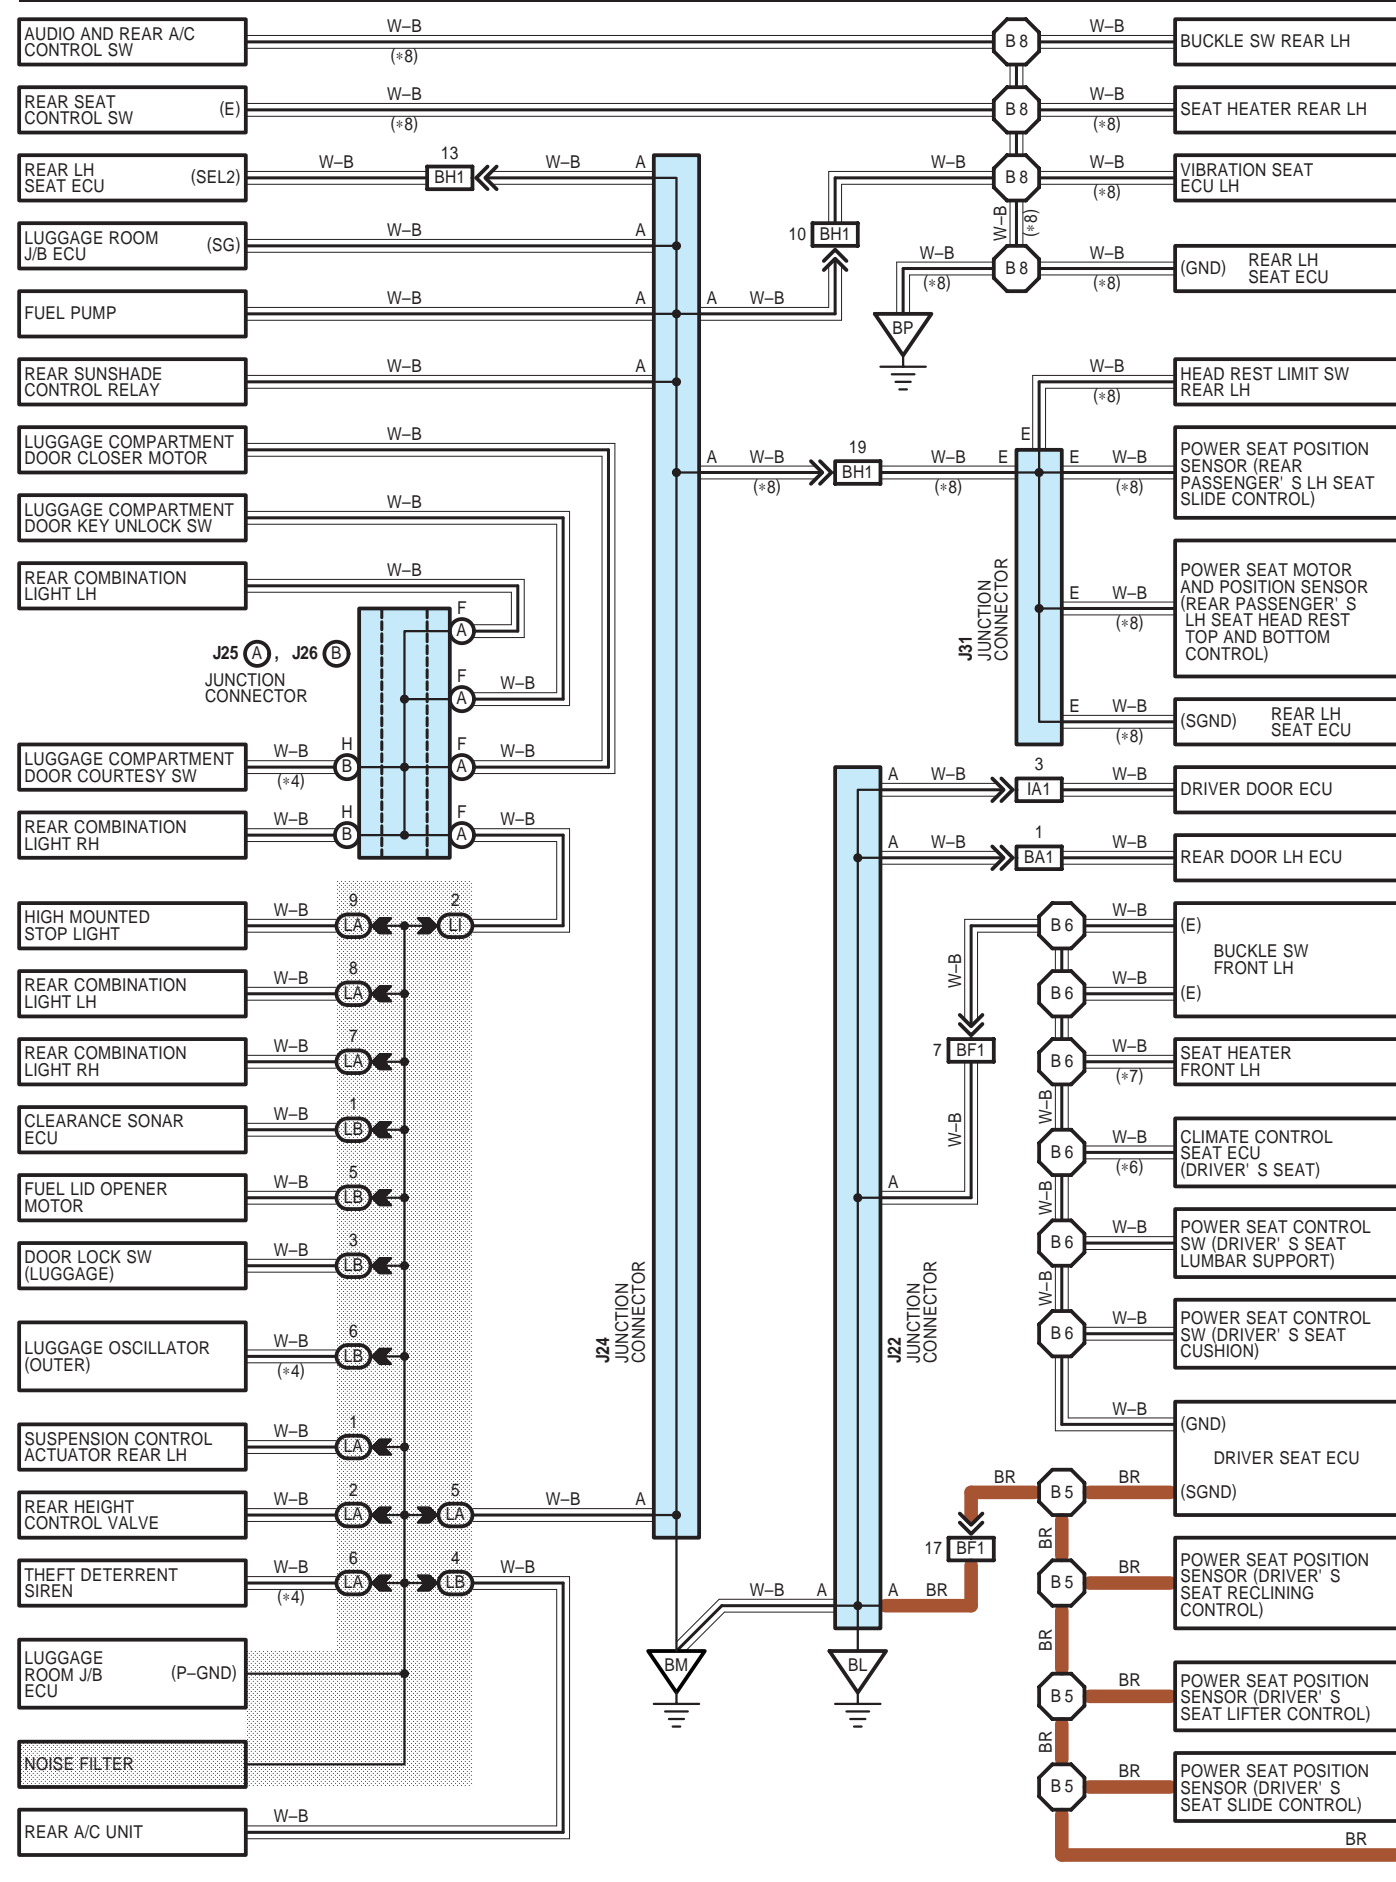 AUDIO AND REAR A/C
CONTROL SW
W–B
(∗8)
B 8
W–B
BUCKLE SW REAR LH
REAR SEAT
CONTROL SW
(E)
W–B
(∗8)
B 8
W–B
(∗8)
SEAT HEATER REAR LH
REAR LH
SEAT ECU
(SEL2)
W–B
13
BH1
W–B
A
W–B
B 8
W–B
(∗8)
VIBRATION SEAT
ECU LH
LUGGAGE ROOM
J/B ECU
(SG)
W–B
A
10
BH1
W–B
(∗8)
W–B
(∗8)
B 8
W–B
(∗8)
(GND)
REAR LH
SEAT ECU
FUEL PUMP
W–B
A
A
W–B
BP
REAR SUNSHADE
CONTROL RELAY
W–B
A
W–B
(∗8)
HEAD REST LIMIT SW
REAR LH
LUGGAGE COMPARTMENT
DOOR CLOSER MOTOR
W–B
A
W–B
(∗8)
19
BH1
W–B
(∗8)
E
E
E
W–B
(∗8)
POWER SEAT POSITION
SENSOR (REAR
PASSENGER' S LH SEAT
SLIDE CONTROL)
LUGGAGE COMPARTMENT
DOOR KEY UNLOCK SW
W–B
REAR COMBINATION
LIGHT LH
W–B
J31
JUNCTION
CONNECTOR
E
W–B
(∗8)
POWER SEAT MOTOR
AND POSITION SENSOR
(REAR PASSENGER' S
LH SEAT HEAD REST
TOP AND BOTTOM
CONTROL)
J25 A , J26 B
JUNCTION
CONNECTOR
F
A
F
A
W–B
E
W–B
(∗8)
(SGND)
REAR LH
SEAT ECU
LUGGAGE COMPARTMENT
DOOR COURTESY SW
W–B
(∗4)
H
B
F
A
W–B
A
W–B
3
IA1
W–B
DRIVER DOOR ECU
REAR COMBINATION
LIGHT RH
W–B
H
B
F
A
W–B
A
W–B
1
BA1
W–B
REAR DOOR LH ECU
HIGH MOUNTED
STOP LIGHT
W–B
9
LA
2
LI
W–B
B 6
W–B
(E)
BUCKLE SW
FRONT LH
REAR COMBINATION
LIGHT LH
W–B
8
LA
B 6
W–B
(E)
REAR COMBINATION
LIGHT RH
W–B
7
LA
7
BF1
B 6
W–B
(∗7)
SEAT HEATER
FRONT LH
CLEARANCE SONAR
ECU
W–B
1
LB
W–B
W–B
B 6
W–B
(∗6)
CLIMATE CONTROL
SEAT ECU
(DRIVER' S SEAT)
FUEL LID OPENER
MOTOR
W–B
5
LB
A
W–B
DOOR LOCK SW
(LUGGAGE)
W–B
3
LB
B 6
W–B
POWER SEAT CONTROL
SW (DRIVER' S SEAT
LUMBAR SUPPORT)
LUGGAGE OSCILLATOR
(OUTER)
W–B
(∗4)
6
LB
J24
JUNCTION
CONNECTOR
J22
JUNCTION
CONNECTOR
W–B
B 6
W–B
POWER SEAT CONTROL
SW (DRIVER' S SEAT
CUSHION)
SUSPENSION CONTROL
ACTUATOR REAR LH
W–B
1
LA
W–B
(GND)
DRIVER SEAT ECU
REAR HEIGHT
CONTROL VALVE
W–B
2
LA
5
LA
W–B
A
BR
B 5
BR
(SGND)
THEFT DETERRENT
SIREN
W–B
(∗4)
6
LA
4
LB
W–B
17
BF1
BR
B 5
BR
POWER SEAT POSITION
SENSOR (DRIVER' S
SEAT RECLINING
CONTROL)
W–B
A
A
BR
LUGGAGE
ROOM J/B
ECU
(P–GND)
BM
BL
BR
B 5
BR
POWER SEAT POSITION
SENSOR (DRIVER' S
SEAT LIFTER CONTROL)
NOISE FILTER
BR
B 5
BR
POWER SEAT POSITION
SENSOR (DRIVER' S
SEAT SLIDE CONTROL)
REAR A/C UNIT
W–B
BR